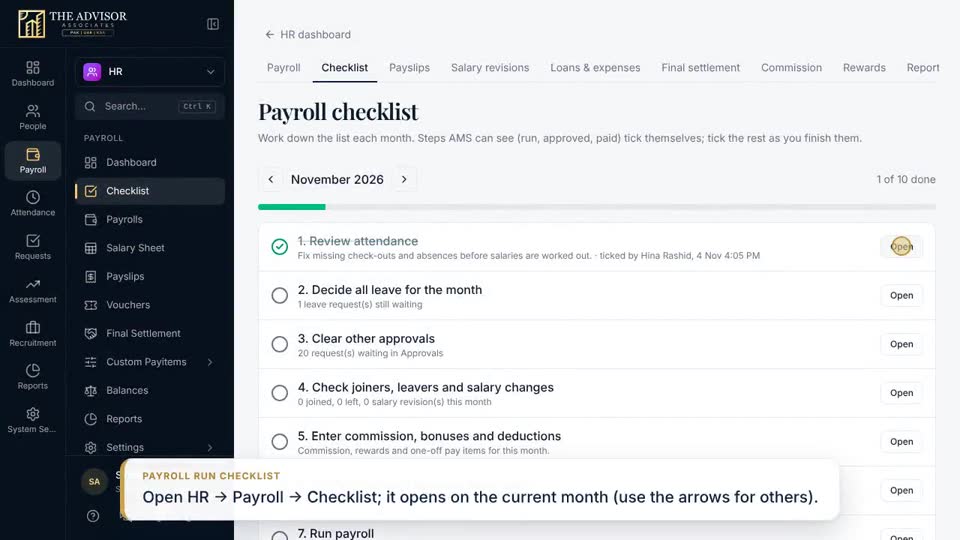 THE ADVISOR
ASSOCIATES
PAK | UAE | KSA
Dashboard
People
Payroll
Attendance
Requests
Assessment
Recruitment
Reports
System Se...
HR
Search...
Ctrl K
PAYROLL
Dashboard
Checklist
Payrolls
Salary Sheet
Payslips
Vouchers
Final Settlement
Custom Payitems
Balances
Reports
Settings
SA
← HR dashboard
Payroll
Checklist
Payslips
Salary revisions
Loans & expenses
Final settlement
Commission
Rewards
Report
Payroll checklist
Work down the list each month. Steps AMS can see (run, approved, paid) tick themselves; tick the rest as you finish them.
November 2026
1 of 10 done
1. Review attendance
Fix missing check-outs and absences before salaries are worked out. · ticked by Hina Rashid, 4 Nov 4:05 PM
Open
2. Decide all leave for the month
1 leave request(s) still waiting
Open
3. Clear other approvals
20 request(s) waiting in Approvals
Open
4. Check joiners, leavers and salary changes
0 joined, 0 left, 0 salary revision(s) this month
Open
5. Enter commission, bonuses and deductions
Commission, rewards and one-off pay items for this month.
Open
Open
7. Run payroll
Open
PAYROLL RUN CHECKLIST
Open HR → Payroll → Checklist; it opens on the current month (use the arrows for others).